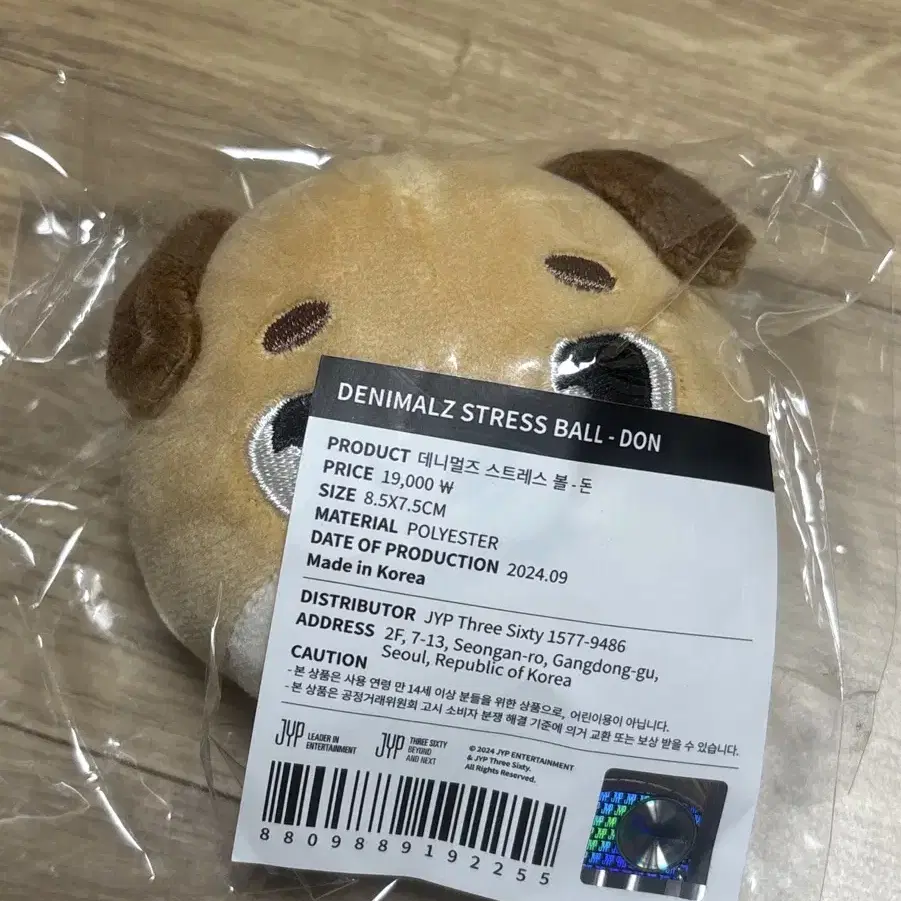 DENIMALZ STRESS BALL - DON
PRODUCT 데니멀즈 스트레스 볼 - 돈
PRICE 19,000 ₩
SIZE 8.5X7.5CM
MATERIAL POLYESTER
DATE OF PRODUCTION 2024.09
Made in Korea
DISTRIBUTOR JYP Three Sixty 1577-9486
ADDRESS 2F, 7-13, Seongan-ro, Gangdong-gu,
Seoul, Republic of Korea
CAUTION
- 본 상품은 사용 연령 만 14세 이상 분들을 위한 상품으로, 어린이용이 아닙니다.
- 본 상품은 공정거래위원회 고시 소비자 분쟁 해결 기준에 의거 교환 또는 보상 받을 수 있습니다.
JYP LEADER IN
ENTERTAINMENT
JYP THREE SIXTY
BEYOND
AND NEXT
© 2024 JYP ENTERTAINMENT
& JYP Three Sixty.
All Rights Reserved.
8809889192255
JYP JYP JYP